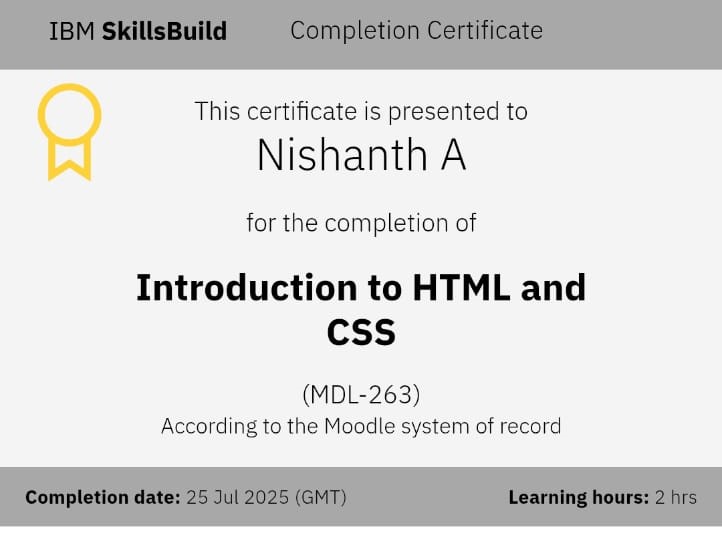 IBM SkillsBuild Completion Certificate
This certificate is presented to
Nishanth A
for the completion of
Introduction to HTML and
CSS
(MDL-263)
According to the Moodle system of record
Completion date: 25 Jul 2025 (GMT) Learning hours: 2 hrs